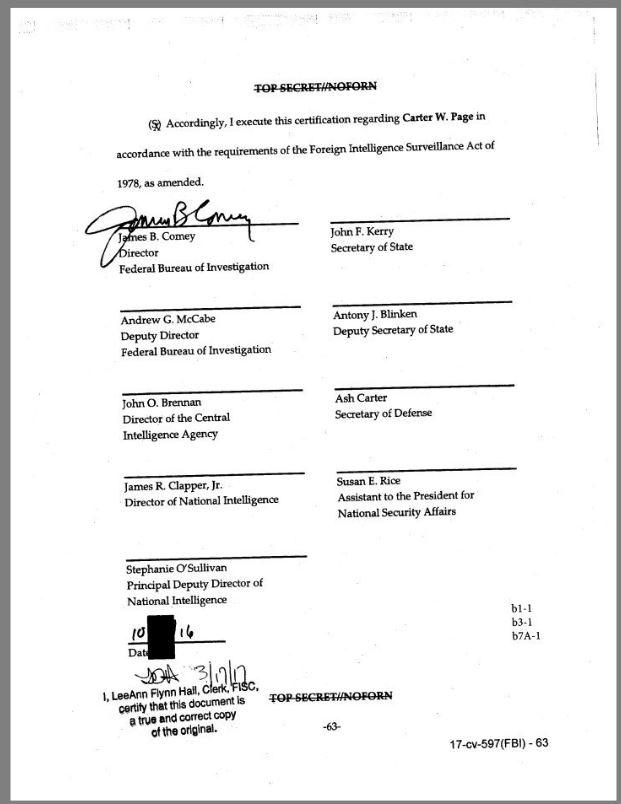 TOP SECRET//NOFORN
(S) Accordingly, I execute this certification regarding Carter W. Page in
accordance with the requirements of the Foreign Intelligence Surveillance Act of
1978, as amended.
James B Comey
James B. Comey
Director
Federal Bureau of Investigation
John F. Kerry
Secretary of State
Andrew G. McCabe
Deputy Director
Federal Bureau of Investigation
Antony J. Blinken
Deputy Secretary of State
John O. Brennan
Director of the Central
Intelligence Agency
Ash Carter
Secretary of Defense
James R. Clapper, Jr.
Director of National Intelligence
Susan E. Rice
Assistant to the President for
National Security Affairs
Stephanie O'Sullivan
Principal Deputy Director of
National Intelligence
10 16
Date
3/17/17
I, LeeAnn Flynn Hall, Clerk, FISC,
certify that this document is
a true and correct copy
of the original.
b1-1
b3-1
b7A-1
TOP SECRET//NOFORN
-63-
17-cv-597(FBI) - 63